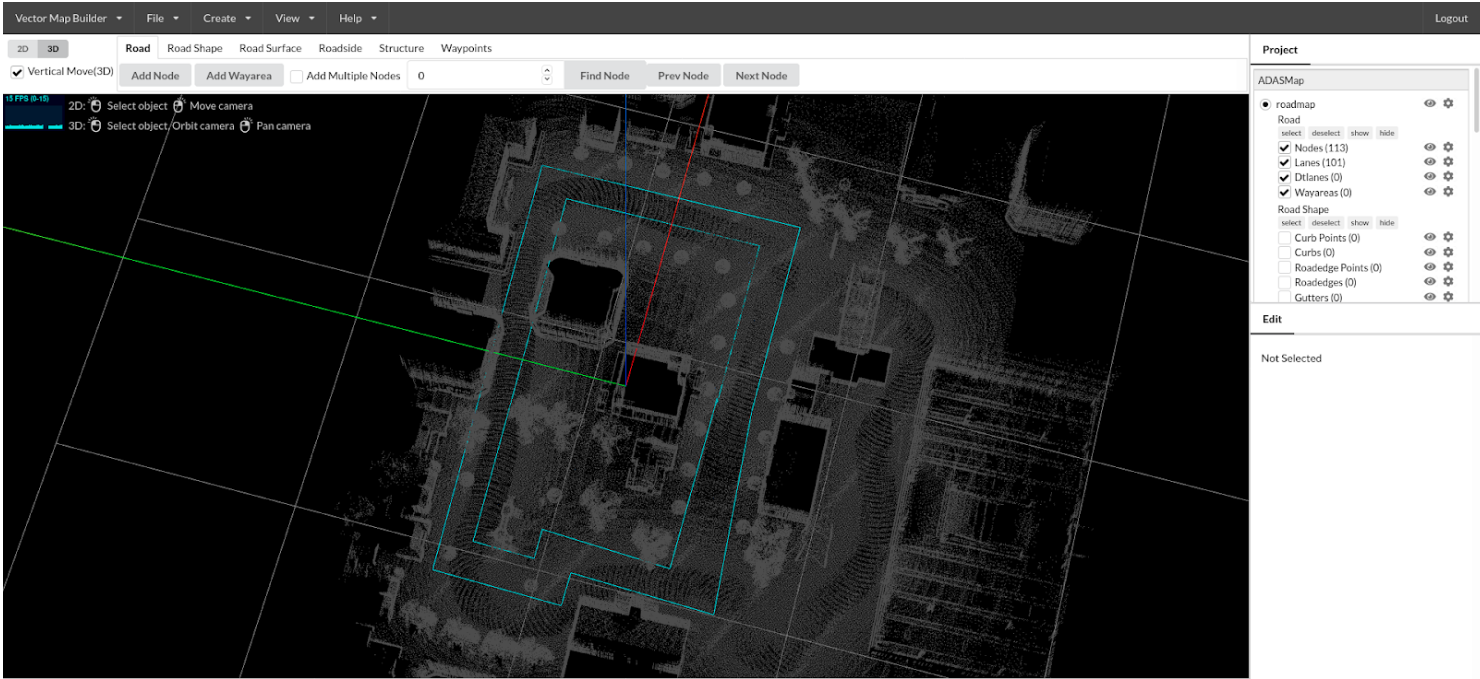 Vector Map Builder File Create View Help Logout
2D 3D Road Road Shape Road Surface Roadside Structure Waypoints
Vertical Move(3D) Add Node Add Wayarea Add Multiple Nodes 0 Find Node Prev Node Next Node
15 FPS (0-15)
2D: Select object Move camera
3D: Select object, Orbit camera Pan camera
Project
ADASMap
roadmap
Road
select deselect show hide
Nodes (113)
Lanes (101)
Dtlanes (0)
Wayareas (0)
Road Shape
select deselect show hide
Curb Points (0)
Curbs (0)
Roadedge Points (0)
Roadedges (0)
Gutters (0)
Edit
Not Selected